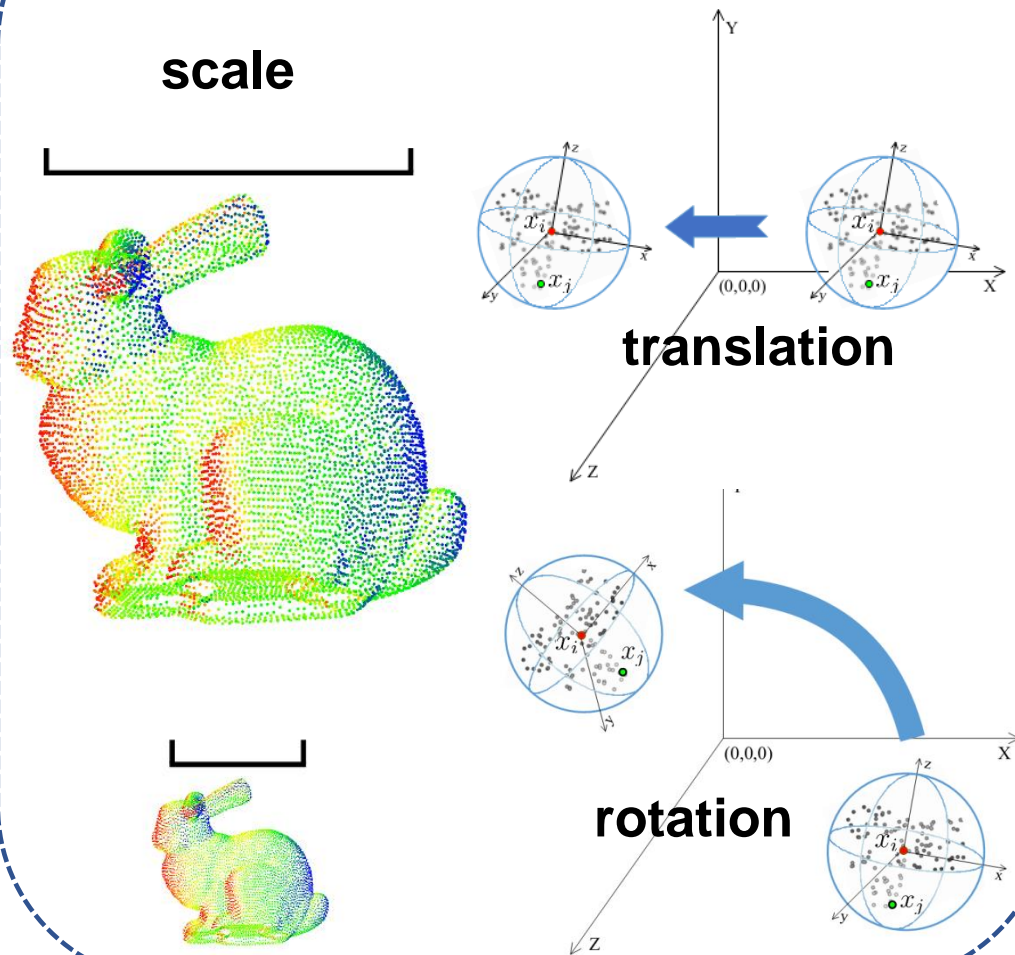 scale
Y
z
x_i
x
y
x_j
z
x_i
x
y
x_j
(0,0,0)
X
translation
Z
z
x
x_i
x_j
y
(0,0,0)
X
rotation
z
x_i
x
y
x_j
Z